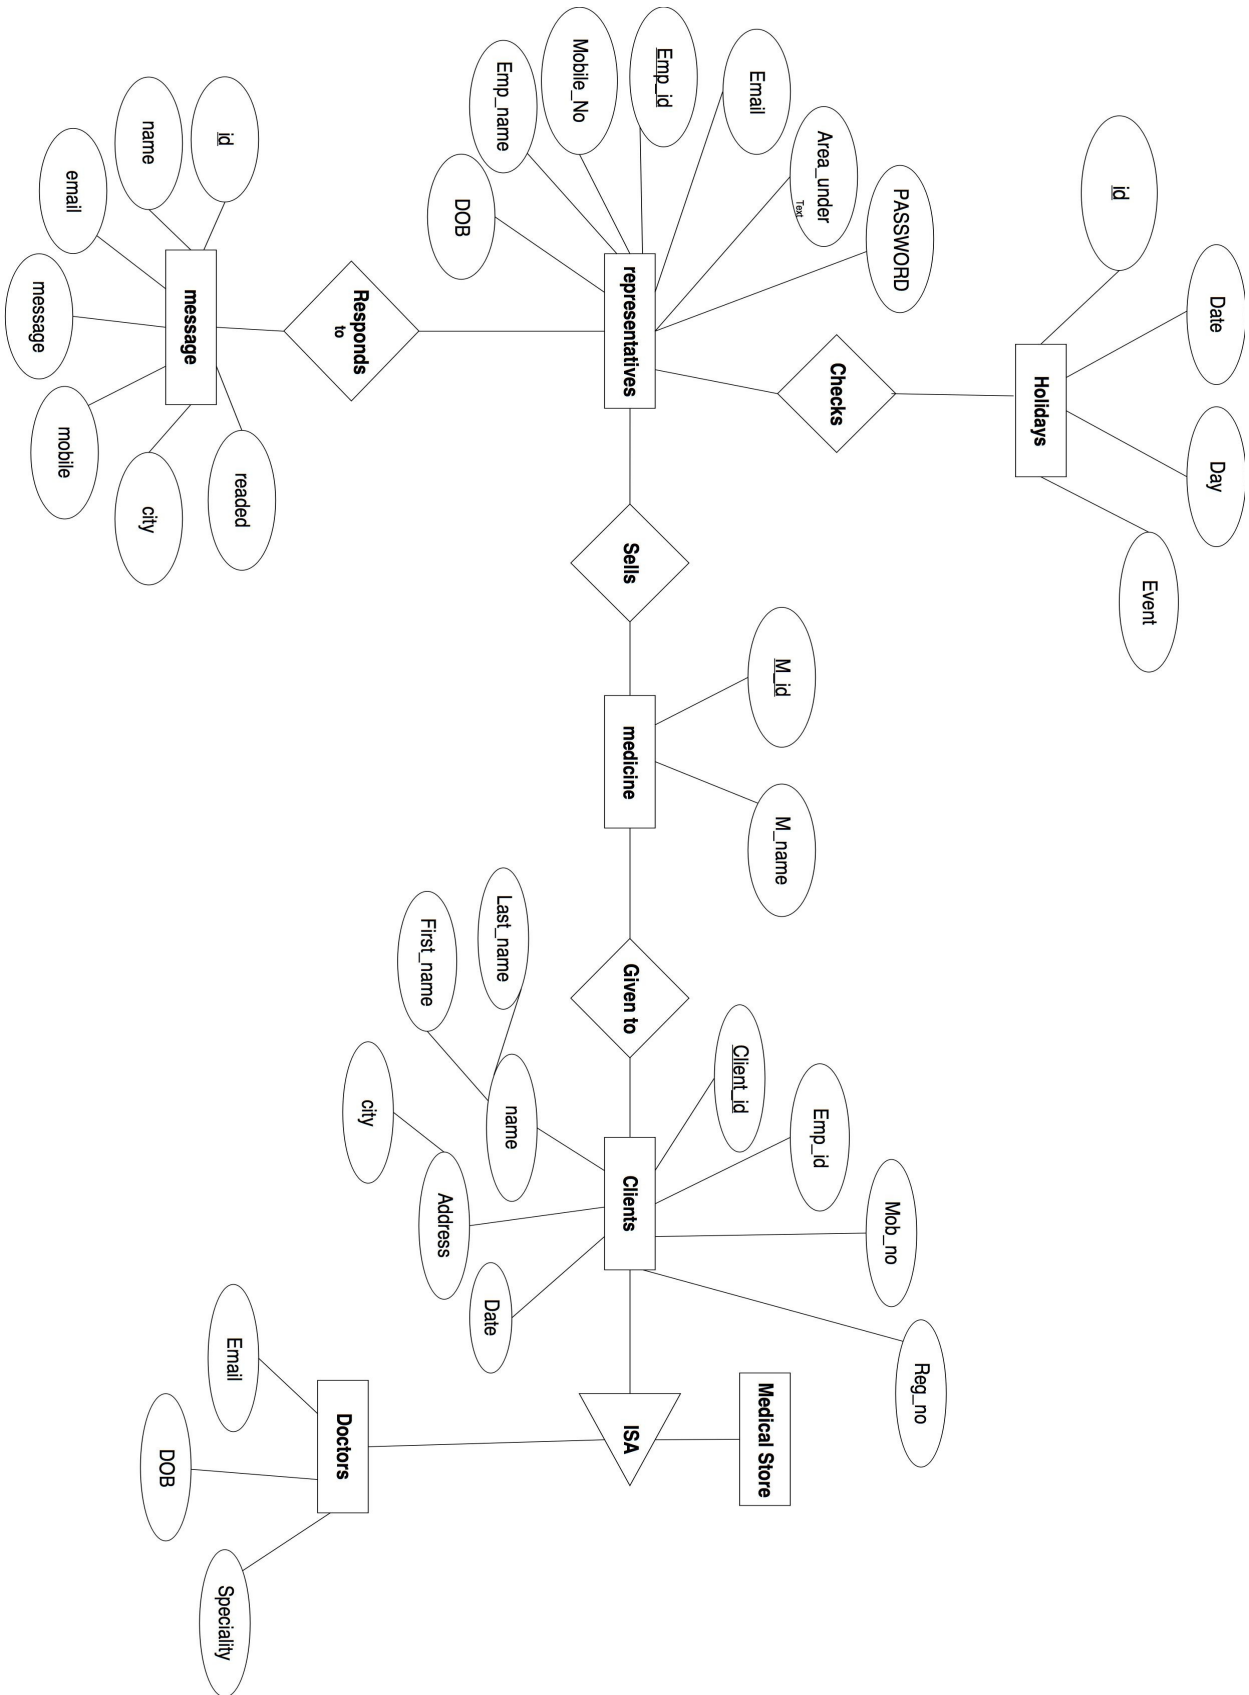 id
Date
Day
Event
Holidays
PASSWORD
Area_under
Text
Email
Emp_id
Mobile_No
Emp_name
DOB
representatives
Checks
Sells
Responds
to
id
name
email
message
mobile
city
readed
message
M_id
M_name
medicine
Given to
Client_id
Emp_id
Mob_no
Reg_no
Clients
Last_name
First_name
name
city
Address
Date
ISA
Medical Store
Doctors
Email
DOB
Speciality